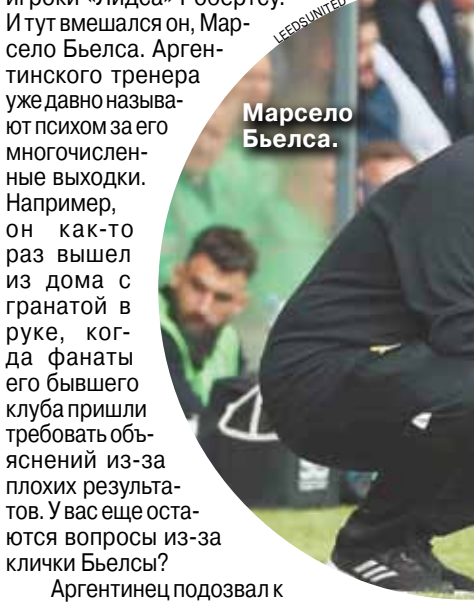 игроки «Лидса» Робертсу.
И тут вмешался он, Мар-
село Бьелса. Арген-
тинского тренера
уже давно называ-
ют психом за его
многочислен-
ные выходки.
Например,
он как-то
раз вышел
из дома с
гранатой в
руке, ког-
да фанаты
его бывшего
клуба пришли
требовать объ-
яснений из-за
плохих результа-
тов. У вас еще оста-
ются вопросы из-за
клички Бьелсы?
Аргентинец подозвал к
LEEDSUNITED
Марсело
Бьелса.